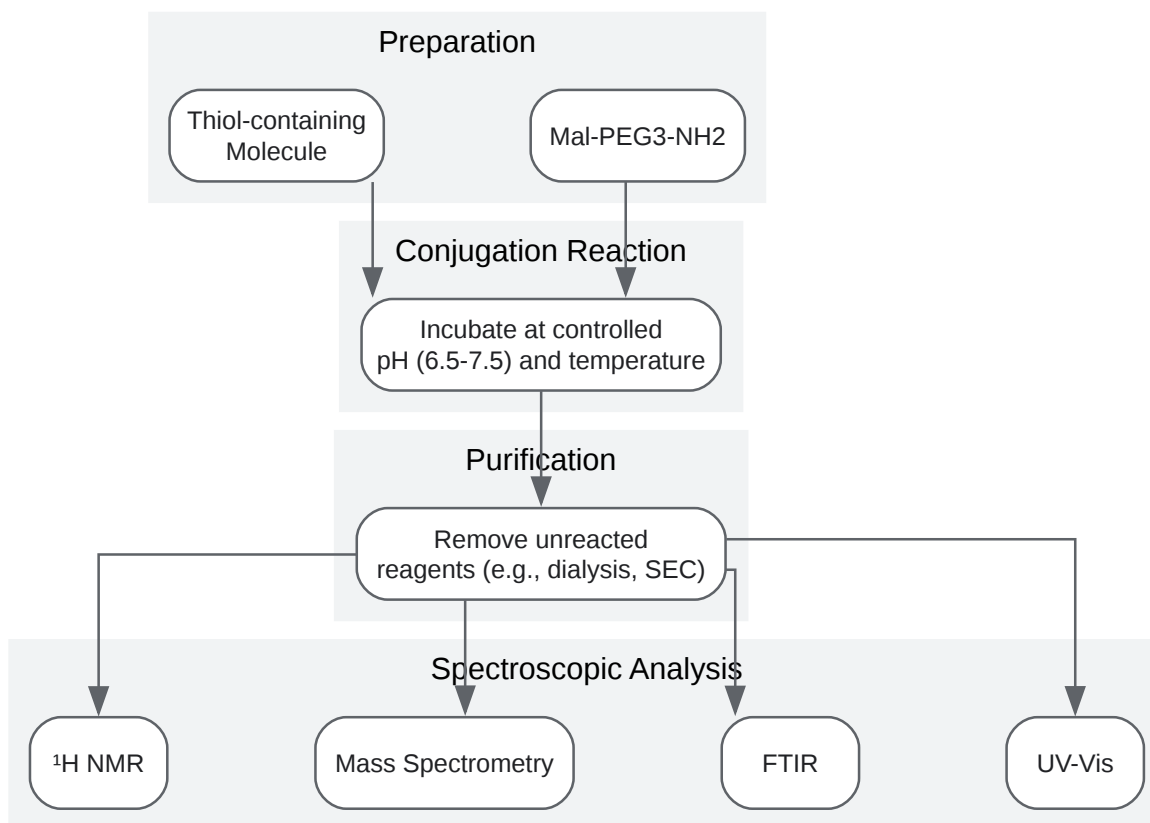 Preparation
Thiol-containing
Molecule
Mal-PEG3-NH2
Conjugation Reaction
Incubate at controlled
pH (6.5-7.5) and temperature
Purification
Remove unreacted
reagents (e.g., dialysis, SEC)
Spectroscopic Analysis
¹H NMR
Mass Spectrometry
FTIR
UV-Vis